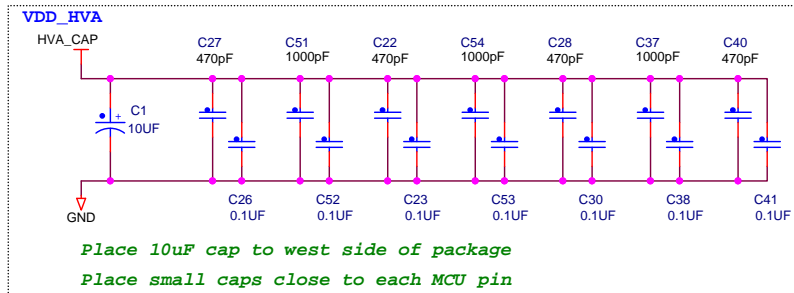 VDD_HVA
HVA_CAP
C27 C51 C22 C54 C28 C37 C40
470pF 1000pF 470pF 1000pF 470pF 1000pF 470pF
C1
+
10UF
C26 C52 C23 C53 C30 C38 C41
0.1UF 0.1UF 0.1UF 0.1UF 0.1UF 0.1UF 0.1UF
GND
Place 10uF cap to west side of package
Place small caps close to each MCU pin